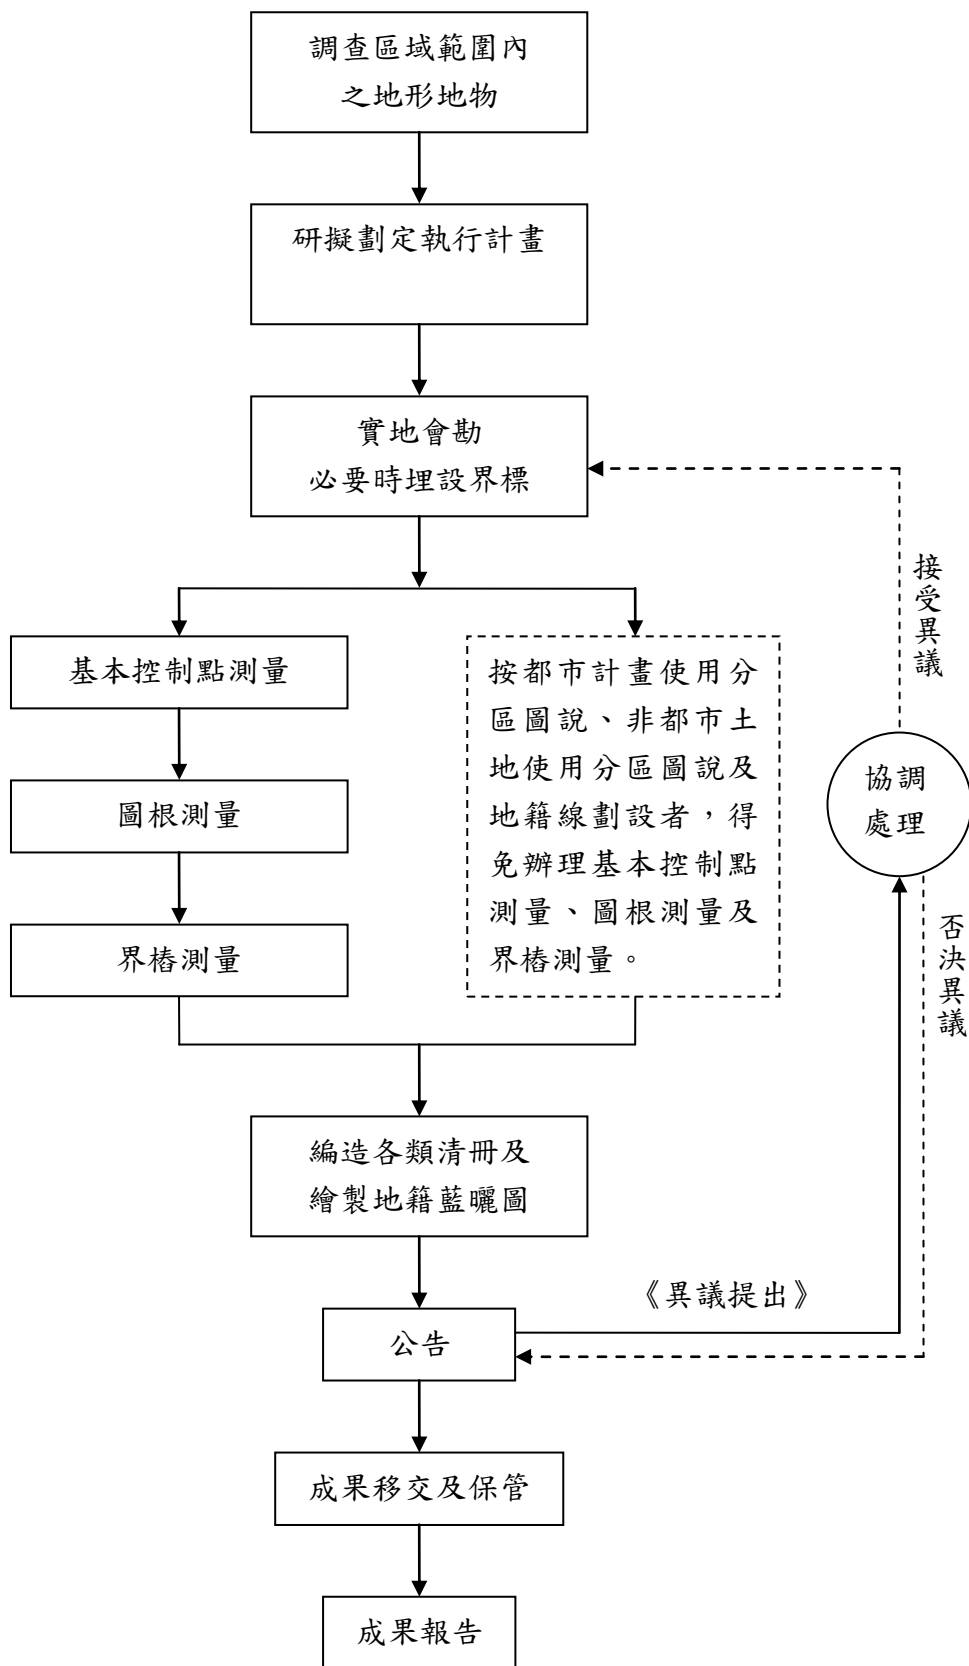 調查區域範圍內
之地形地物
研擬劃定執行計畫
實地會勘
必要時埋設界標
接受異議
基本控制點測量
按都市計畫使用分
區圖說、非都市土
地使用分區圖說及
地籍線劃設者，得
免辦理基本控制點
測量、圖根測量及
界樁測量。
協調
處理
圖根測量
界樁測量
否決異議
編造各類清冊及
繪製地籍藍曬圖
《異議提出》
公告
成果移交及保管
成果報告